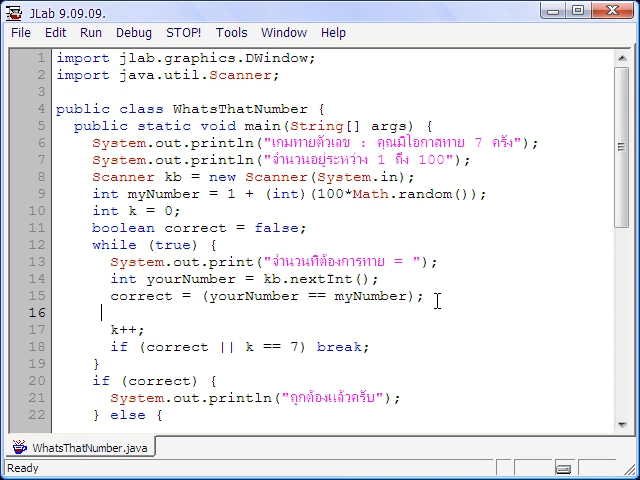 JLab 9.09.09.
File Edit Run Debug STOP! Tools Window Help
1 import jlab.graphics.DWindow;
2 import java.util.Scanner;
3
4 public class WhatsThatNumber {
5 public static void main(String[] args) {
6 System.out.println("เกมทายตัวเลข : คุณมีโอกาสทาย 7 ครั้ง");
7 System.out.println("จำนวนอยู่ระหว่าง 1 ถึง 100");
8 Scanner kb = new Scanner(System.in);
9 int myNumber = 1 + (int)(100*Math.random());
10 int k = 0;
11 boolean correct = false;
12 while (true) {
13 System.out.print("จำนวนที่ต้องการทาย = ");
14 int yourNumber = kb.nextInt();
15 correct = (yourNumber == myNumber);
16
17 k++;
18 if (correct || k == 7) break;
19 }
20 if (correct) {
21 System.out.println("ถูกต้องแล้วครับ");
22 } else {
WhatsThatNumber.java
Ready